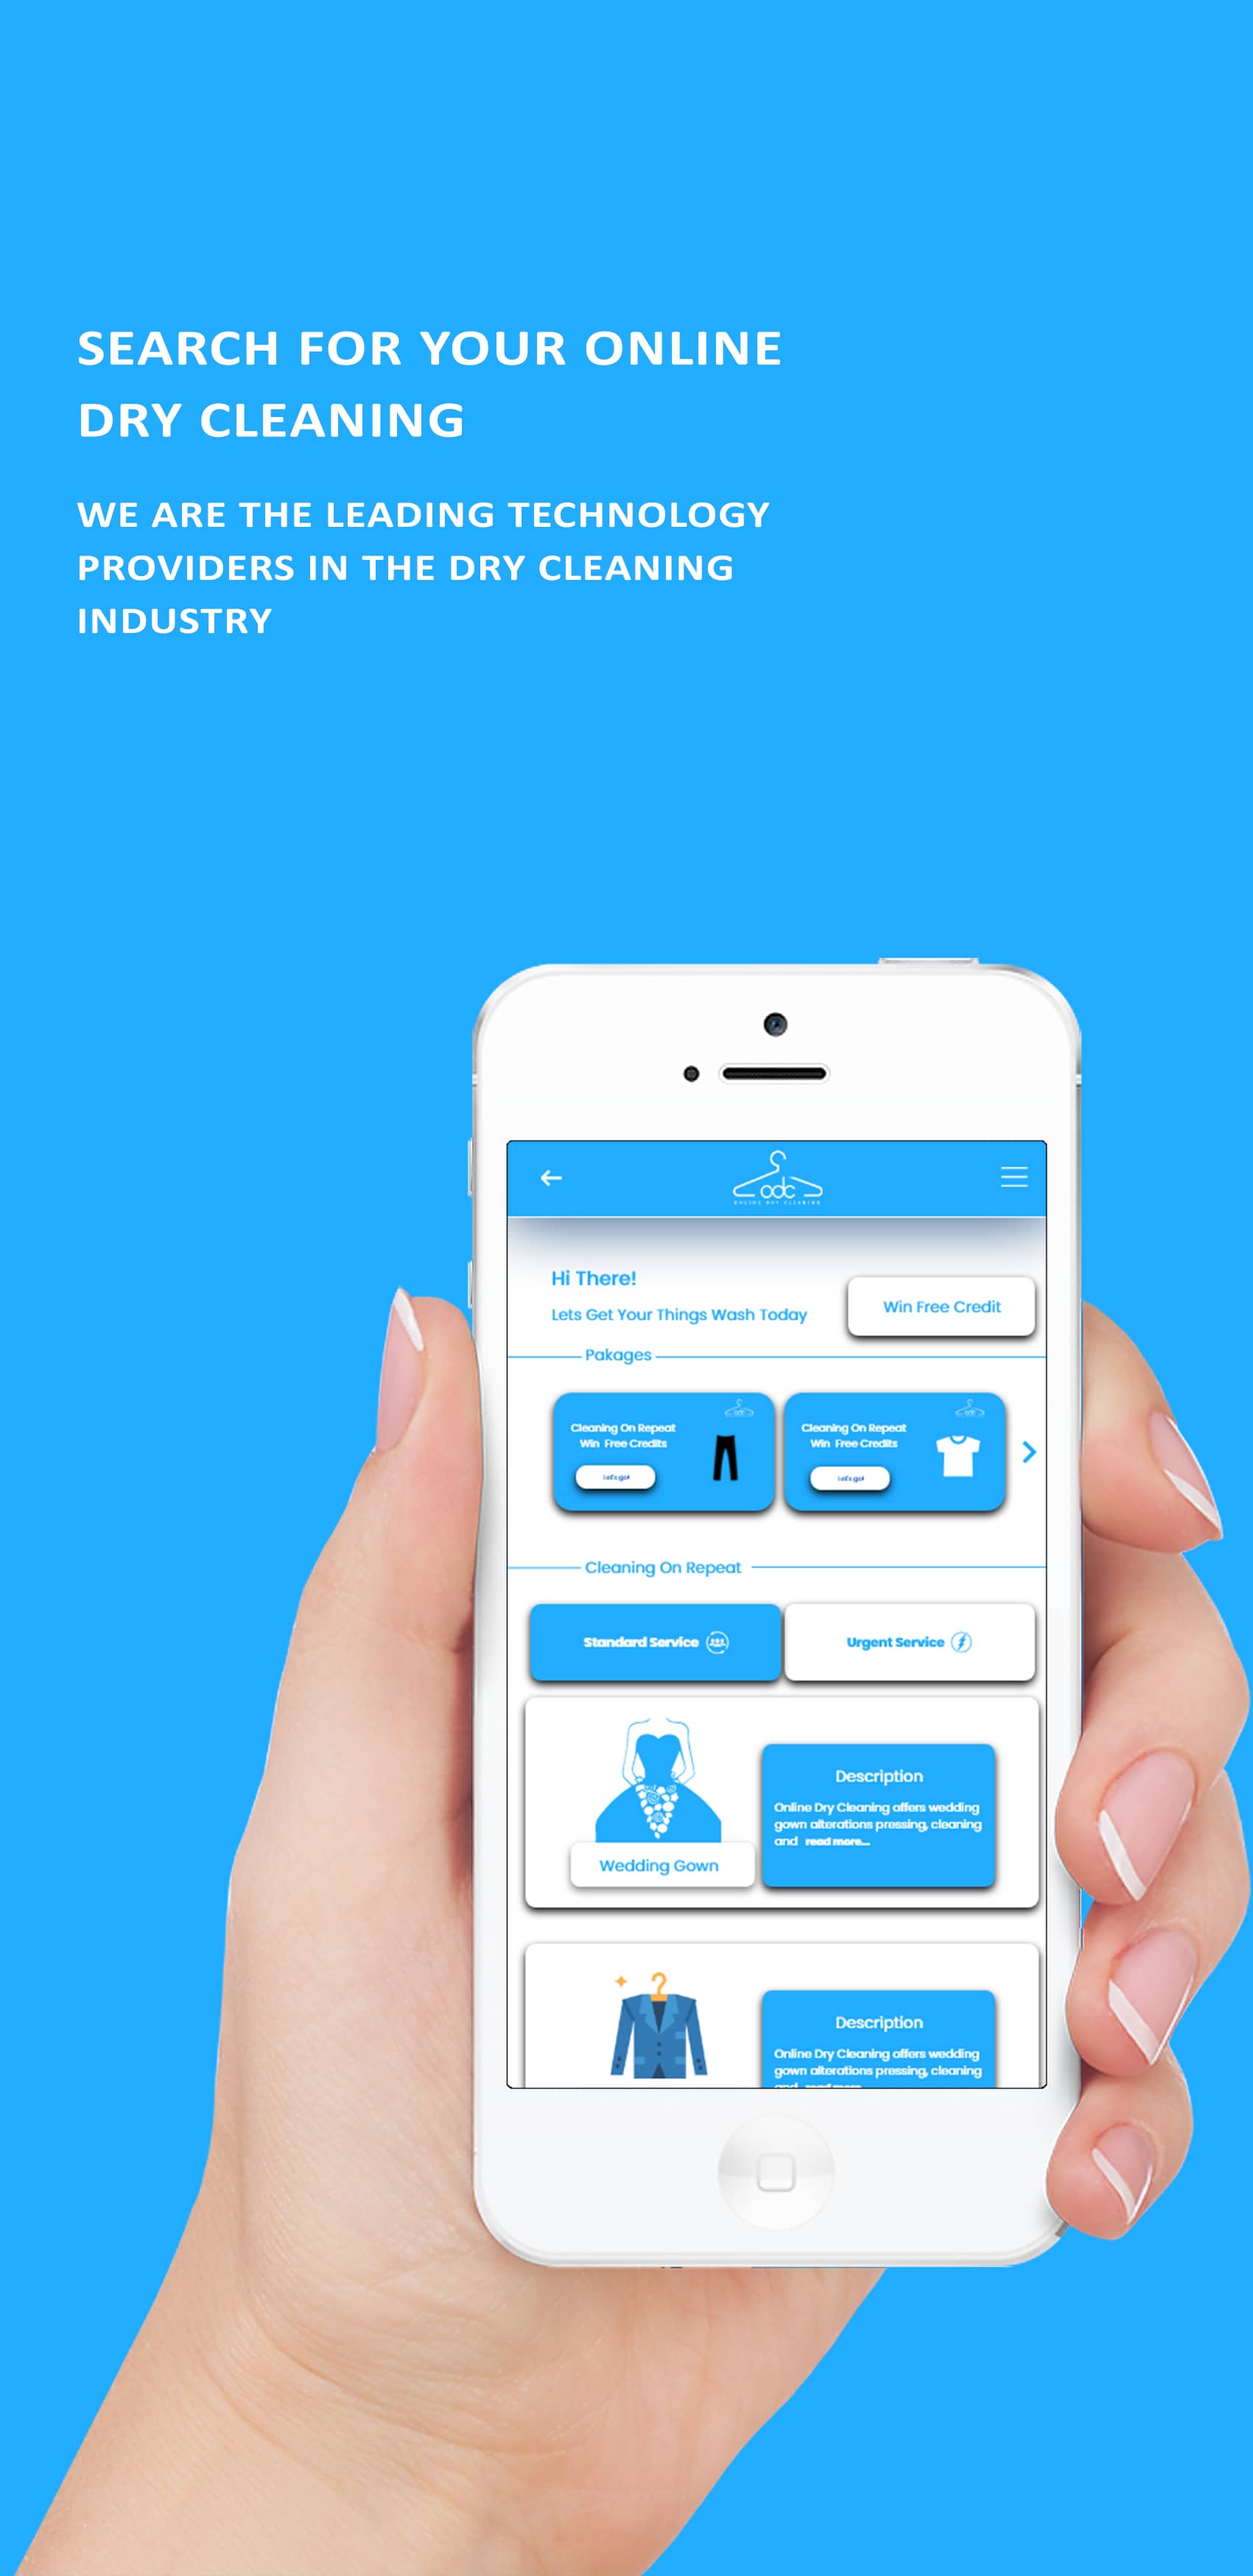 SEARCH FOR YOUR ONLINE
DRY CLEANING
WE ARE THE LEADING TECHNOLOGY
PROVIDERS IN THE DRY CLEANING
INDUSTRY
odc
ONLINE DRY CLEANING
Hi There!
Lets Get Your Things Wash Today
Win Free Credit
Pakages
Cleaning On Repeat
Win Free Credits
Let's go!
Cleaning On Repeat
Win Free Credits
Let's go!
Cleaning On Repeat
Standard Service
Urgent Service
Wedding Gown
Description
Online Dry Cleaning offers wedding
gown alterations pressing, cleaning
and read more...
Description
Online Dry Cleaning offers wedding
gown alterations pressing, cleaning